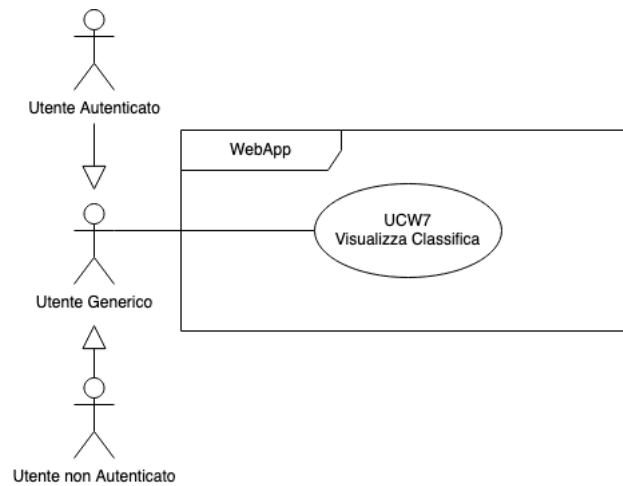 Utente Autenticato
WebApp
UCW7
Visualizza Classifica
Utente Generico
Utente non Autenticato